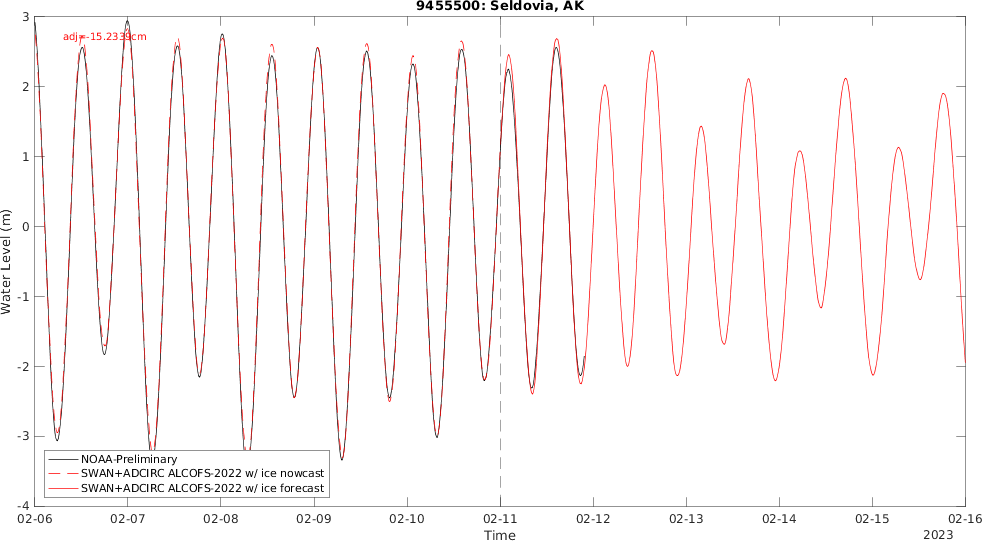 9455500: Seldovia, AK
adj=-15.2339cm
3
2
1
0
-1
-2
-3
-4
Water Level (m)
NOAA-Preliminary
SWAN+ADCIRC ALCOFS-2022 w/ ice nowcast
SWAN+ADCIRC ALCOFS-2022 w/ ice forecast
02-06 02-07 02-08 02-09 02-10 02-11 02-12 02-13 02-14 02-15 02-16
Time
2023